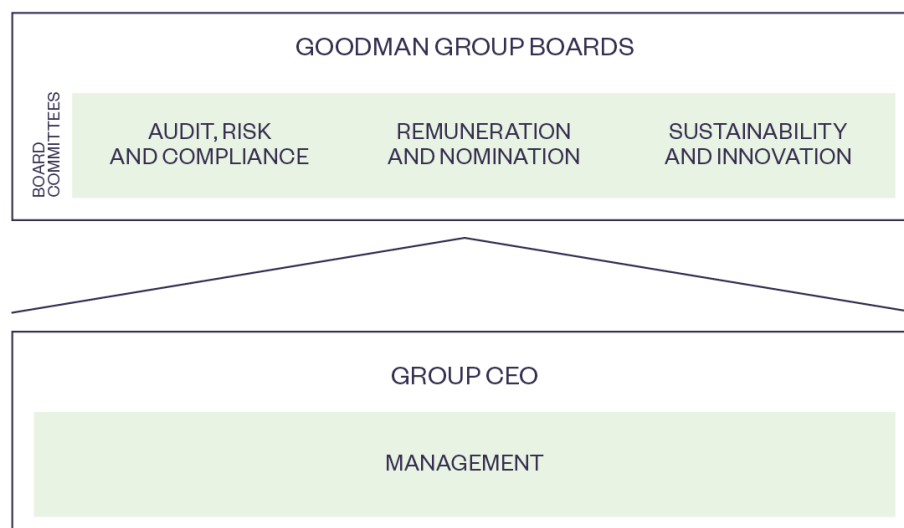 GOODMAN GROUP BOARDS
BOARD
COMMITTEES
AUDIT, RISK
AND COMPLIANCE
REMUNERATION
AND NOMINATION
SUSTAINABILITY
AND INNOVATION
GROUP CEO
MANAGEMENT